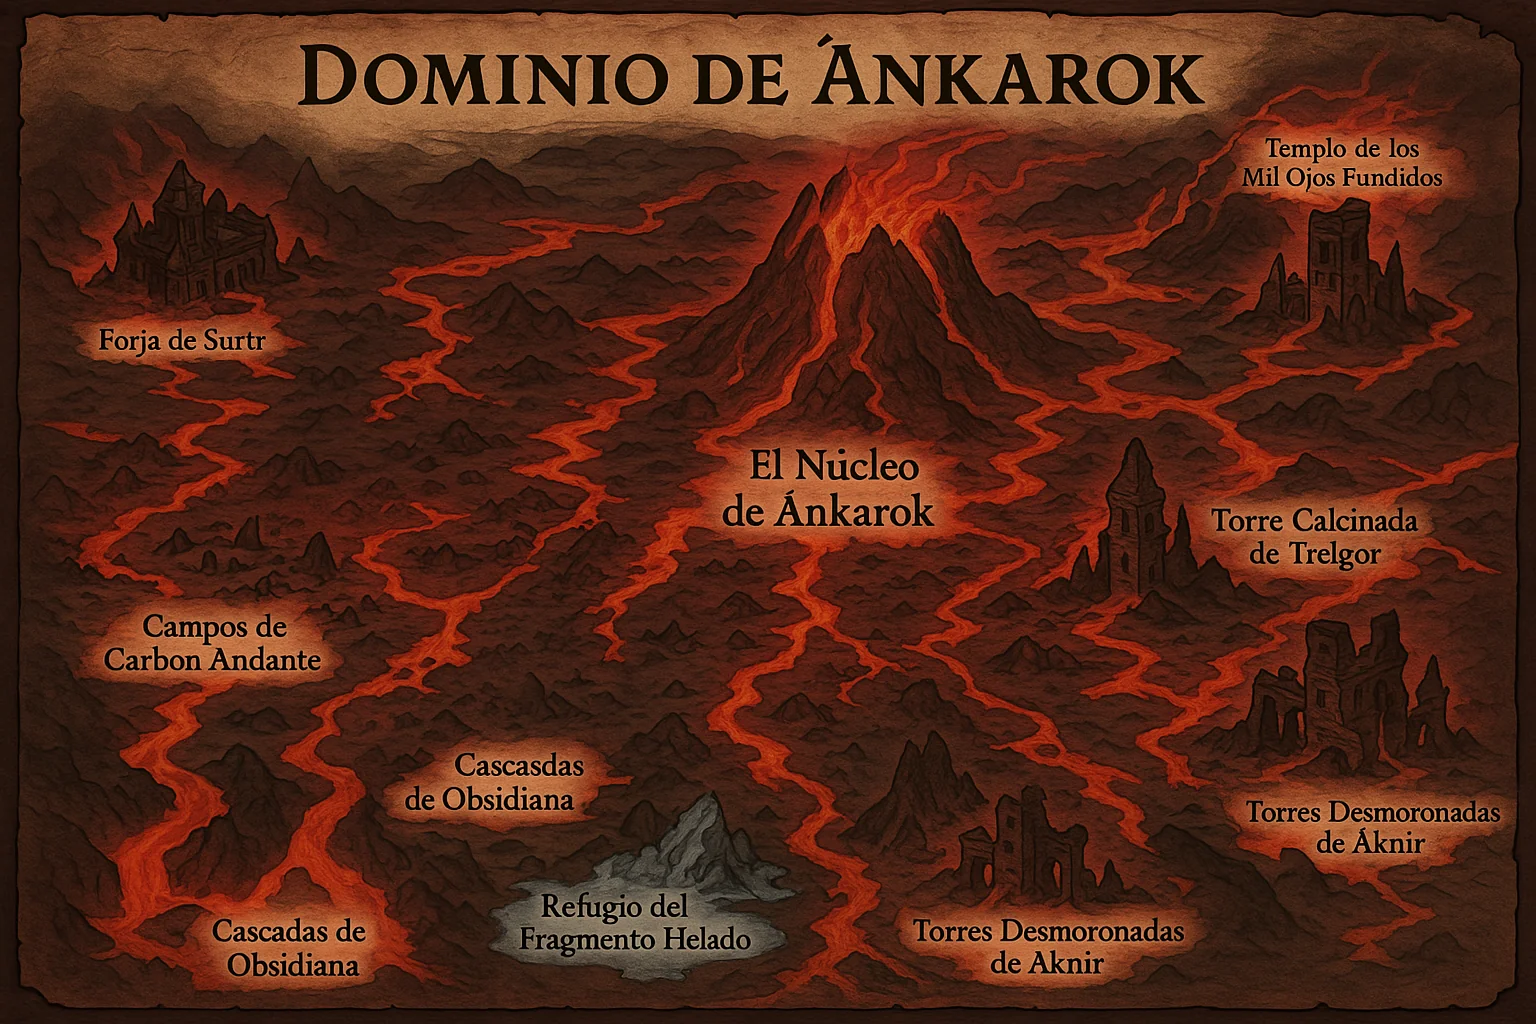 DOMINIO DE ÁNKAROK
Templo de los
Mil Ojos Fundidos
Forja de Surtr
El Núcleo
de Ánkarok
Torre Calcinada
de Trelgor
Campos de
Carbon Andante
Cascasdas
de Obsidiana
Torres Desmoronadas
de Áknir
Refugio del
Fragmento Helado
Cascadas de
Obsidiana
Torres Desmoronadas
de Aknir